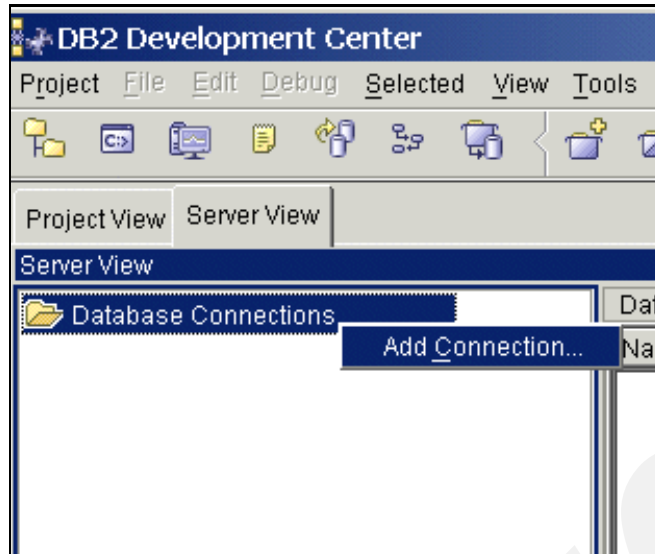 DB2 Development Center
Project File Edit Debug Selected View Tools
C:>
Project View Server View
Server View
Database Connections
Add Connection...
Dat
Na